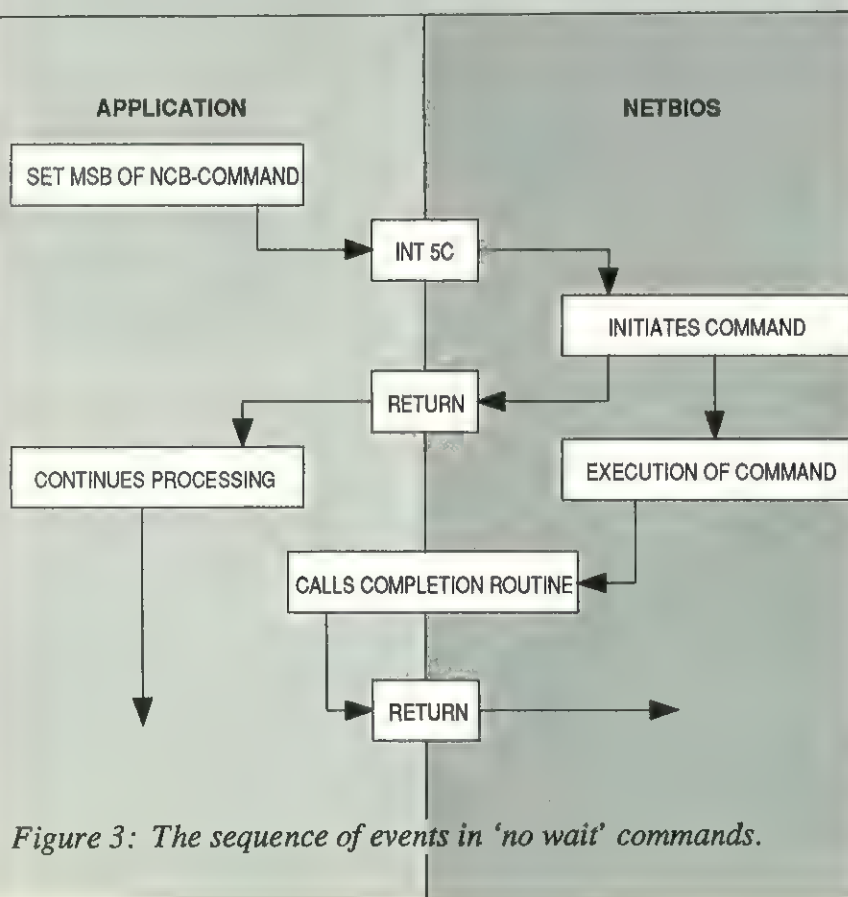 APPLICATION
NETBIOS
SET MSB OF NCB-COMMAND
INT 5C
INITIATES COMMAND
RETURN
CONTINUES PROCESSING
EXECUTION OF COMMAND
CALLS COMPLETION ROUTINE
RETURN
Figure 3: The sequence of events in 'no wait' commands.